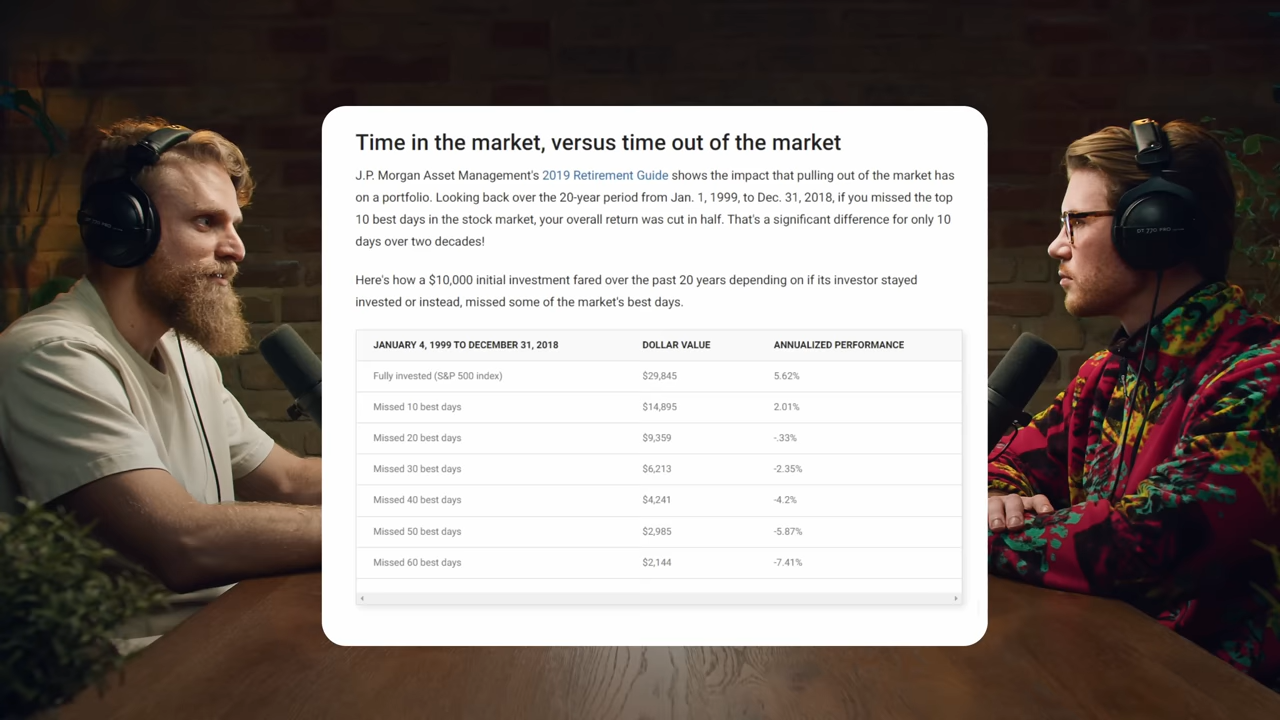 Time in the market, versus time out of the market
J.P. Morgan Asset Management's 2019 Retirement Guide shows the impact that pulling out of the market has
on a portfolio. Looking back over the 20-year period from Jan. 1, 1999, to Dec. 31, 2018, if you missed the top
10 best days in the stock market, your overall return was cut in half. That's a significant difference for only 10
days over two decades!
Here's how a $10,000 initial investment fared over the past 20 years depending on if its investor stayed
invested or instead, missed some of the market's best days.
JANUARY 4, 1999 TO DECEMBER 31, 2018 DOLLAR VALUE ANNUALIZED PERFORMANCE
Fully invested (S&P 500 index) $29,845 5.62%
Missed 10 best days $14,895 2.01%
Missed 20 best days $9,359 -.33%
Missed 30 best days $6,213 -2.35%
Missed 40 best days $4,241 -4.2%
Missed 50 best days $2,985 -5.87%
Missed 60 best days $2,144 -7.41%
DT 770 PRO